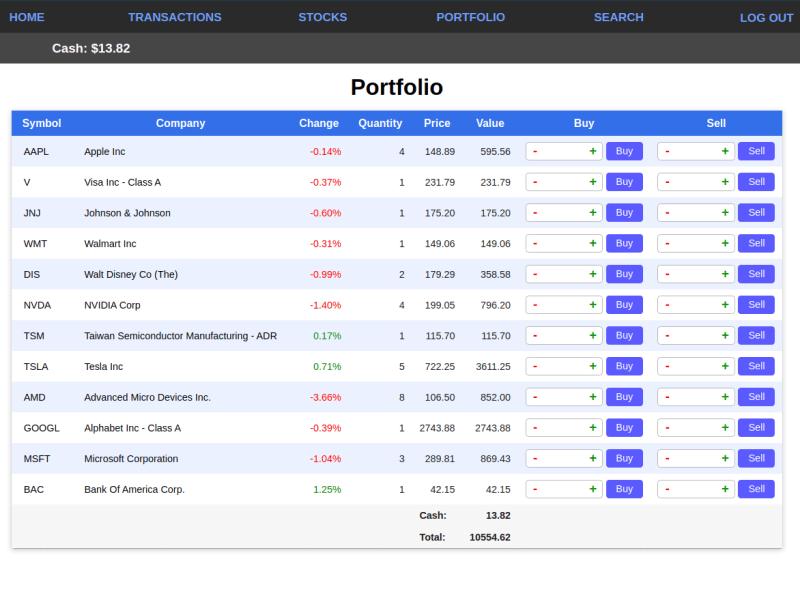 HOME TRANSACTIONS STOCKS PORTFOLIO SEARCH LOG OUT
Cash: $13.82
Portfolio
Symbol Company Change Quantity Price Value Buy Sell
AAPL Apple Inc -0.14% 4 148.89 595.56 - + Buy - + Sell
V Visa Inc - Class A -0.37% 1 231.79 231.79 - + Buy - + Sell
JNJ Johnson & Johnson -0.60% 1 175.20 175.20 - + Buy - + Sell
WMT Walmart Inc -0.31% 1 149.06 149.06 - + Buy - + Sell
DIS Walt Disney Co (The) -0.99% 2 179.29 358.58 - + Buy - + Sell
NVDA NVIDIA Corp -1.40% 4 199.05 796.20 - + Buy - + Sell
TSM Taiwan Semiconductor Manufacturing - ADR 0.17% 1 115.70 115.70 - + Buy - + Sell
TSLA Tesla Inc 0.71% 5 722.25 3611.25 - + Buy - + Sell
AMD Advanced Micro Devices Inc. -3.66% 8 106.50 852.00 - + Buy - + Sell
GOOGL Alphabet Inc - Class A -0.39% 1 2743.88 2743.88 - + Buy - + Sell
MSFT Microsoft Corporation -1.04% 3 289.81 869.43 - + Buy - + Sell
BAC Bank Of America Corp. 1.25% 1 42.15 42.15 - + Buy - + Sell
Cash: 13.82
Total: 10554.62